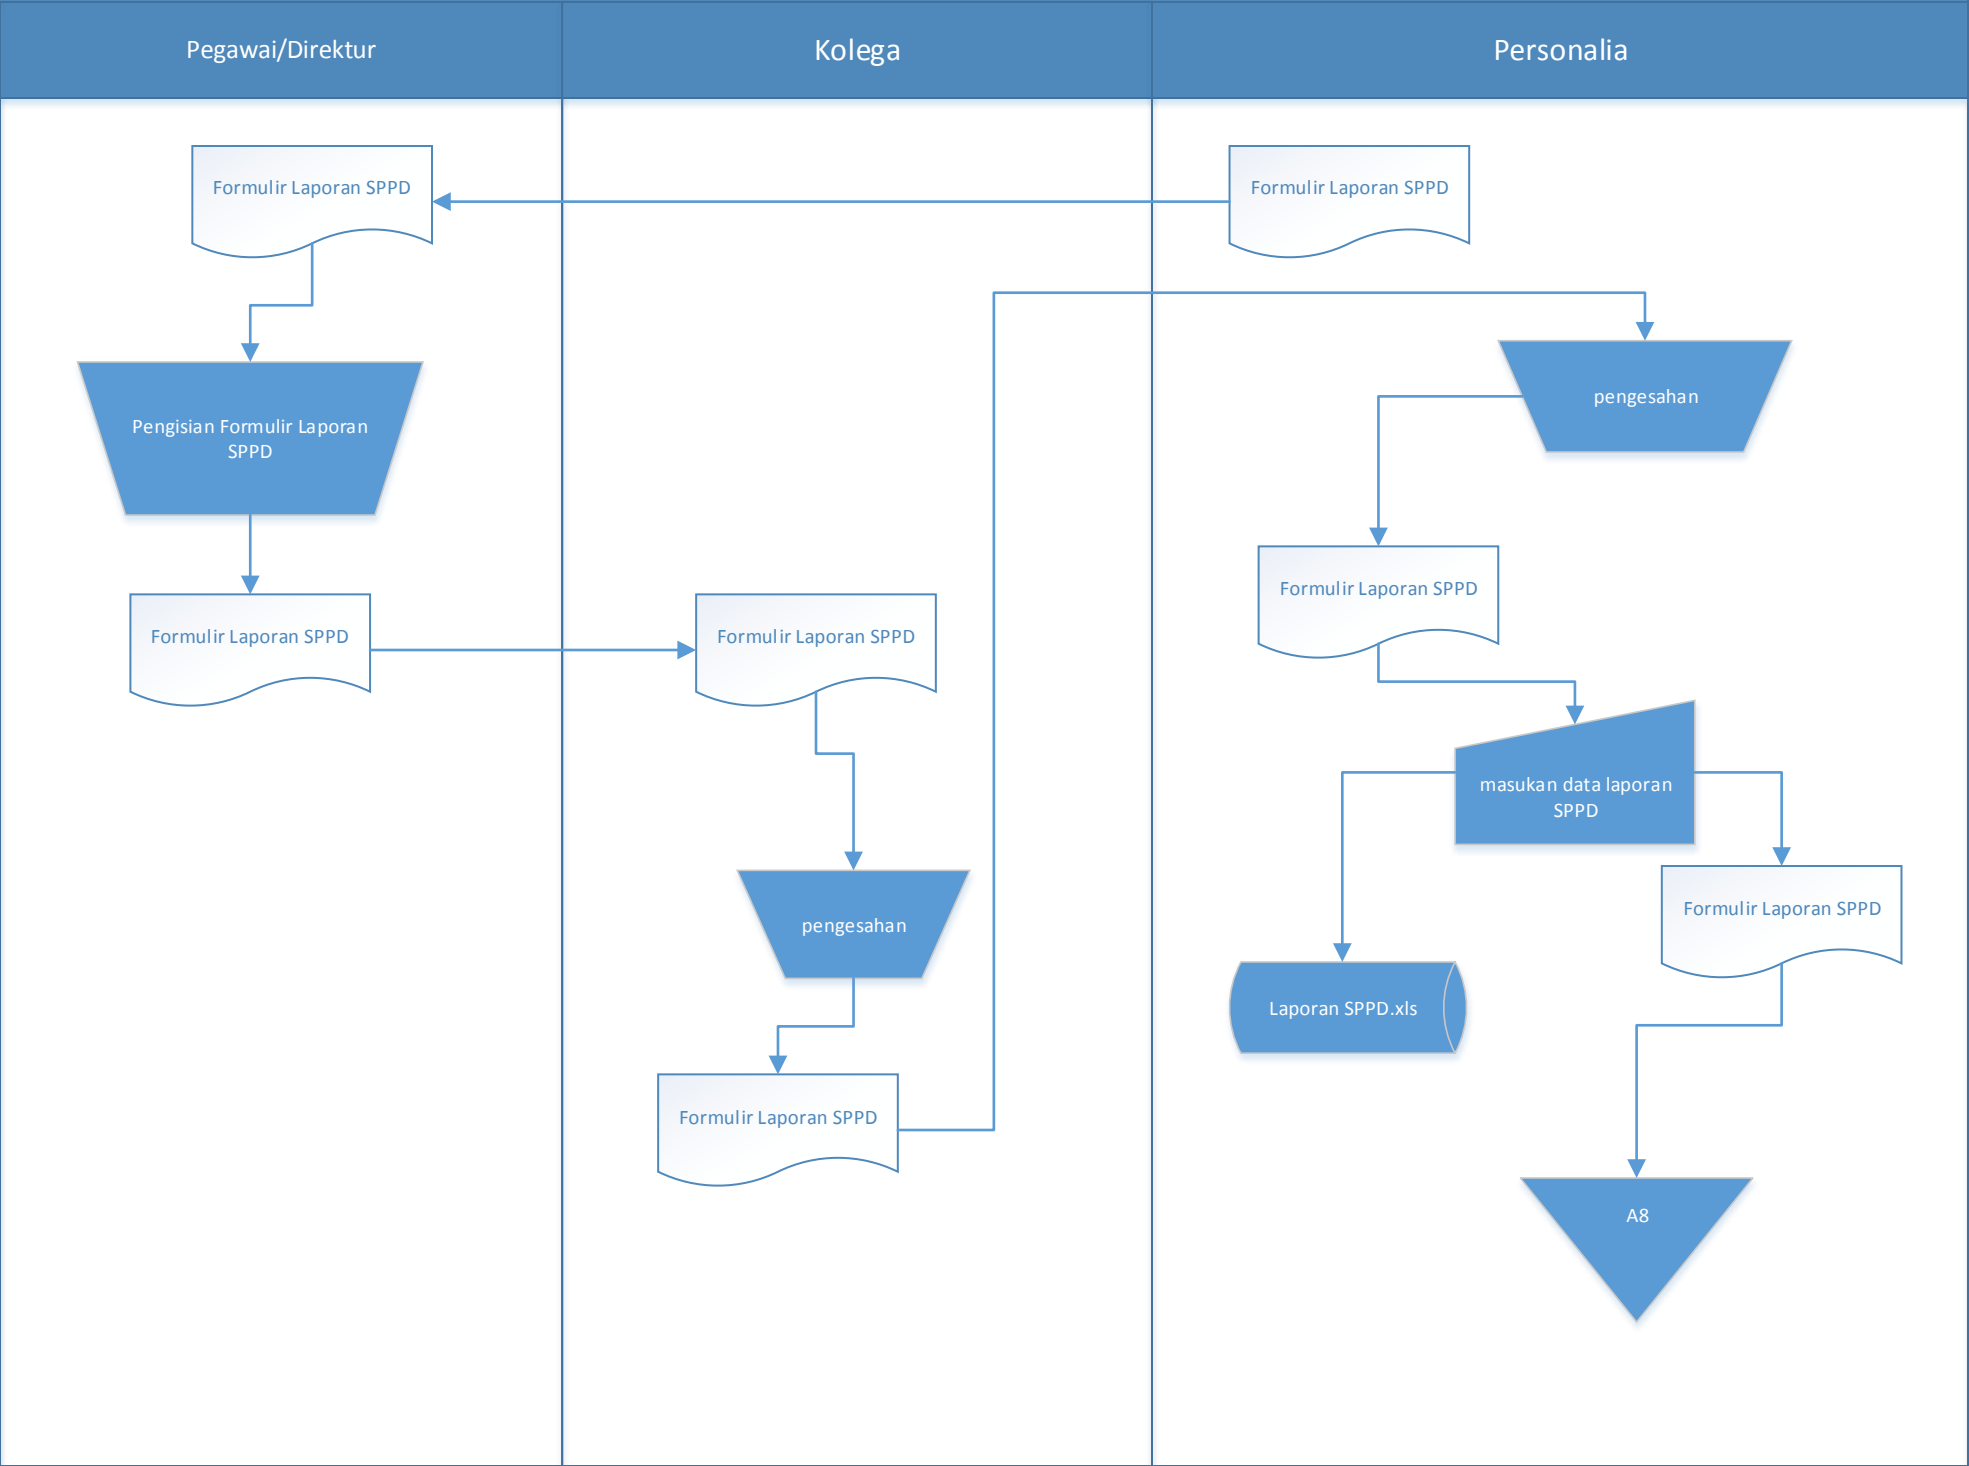 Pegawai/Direktur
Kolega
Personalia
Formulir Laporan SPPD
Formulir Laporan SPPD
pengesahan
Pengisian Formulir Laporan
SPPD
Formulir Laporan SPPD
Formulir Laporan SPPD
Formulir Laporan SPPD
masukan data laporan
SPPD
pengesahan
Formulir Laporan SPPD
Laporan SPPD.xls
Formulir Laporan SPPD
A8